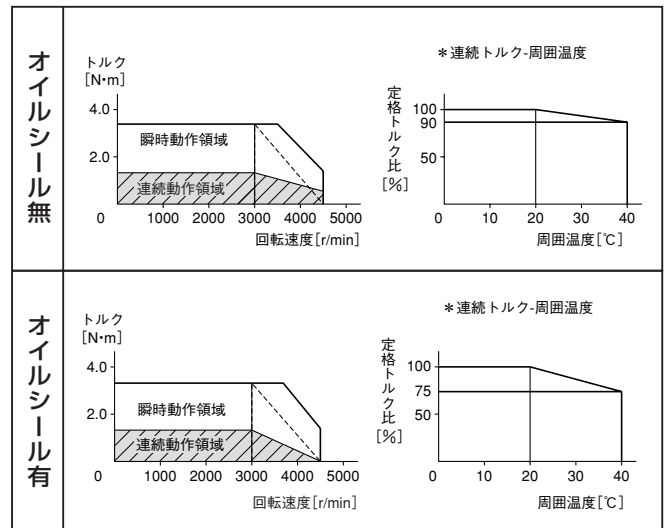 オイルシール無
トルク
[N・m]
4.0
2.0
瞬時動作領域
連続動作領域
0 1000 2000 3000 4000 5000
回転速度[r/min]
＊連続トルク-周囲温度
定格トルク比[%]
100
90
50
0 10 20 30 40
周囲温度[℃]
オイルシール有
トルク
[N・m]
4.0
2.0
瞬時動作領域
連続動作領域
0 1000 2000 3000 4000 5000
回転速度[r/min]
＊連続トルク-周囲温度
定格トルク比[%]
100
75
50
0 10 20 30 40
周囲温度[℃]